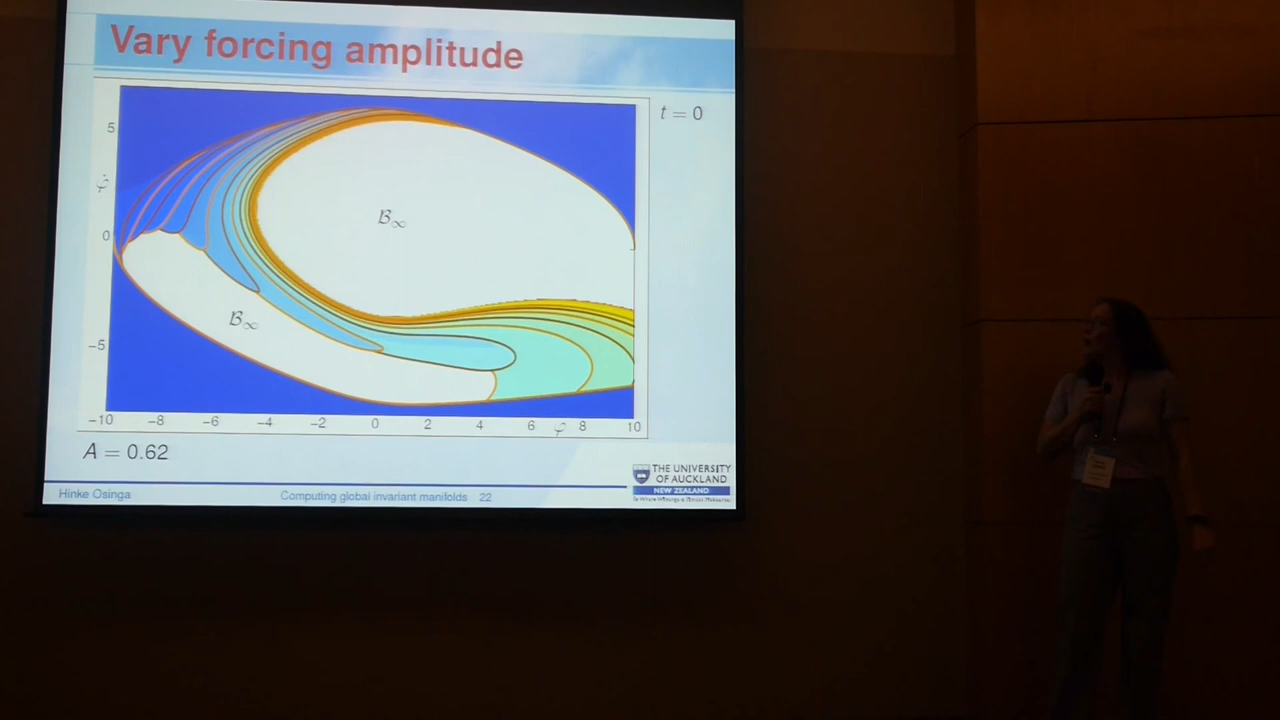 Vary forcing amplitude
t = 0
5
φ̇
0
−5
B∞
B∞
−10 −8 −6 −4 −2 0 2 4 6 φ 8 10
A = 0.62
THE UNIVERSITY
OF AUCKLAND
NEW ZEALAND
Hinke Osinga
Computing global invariant manifolds 22